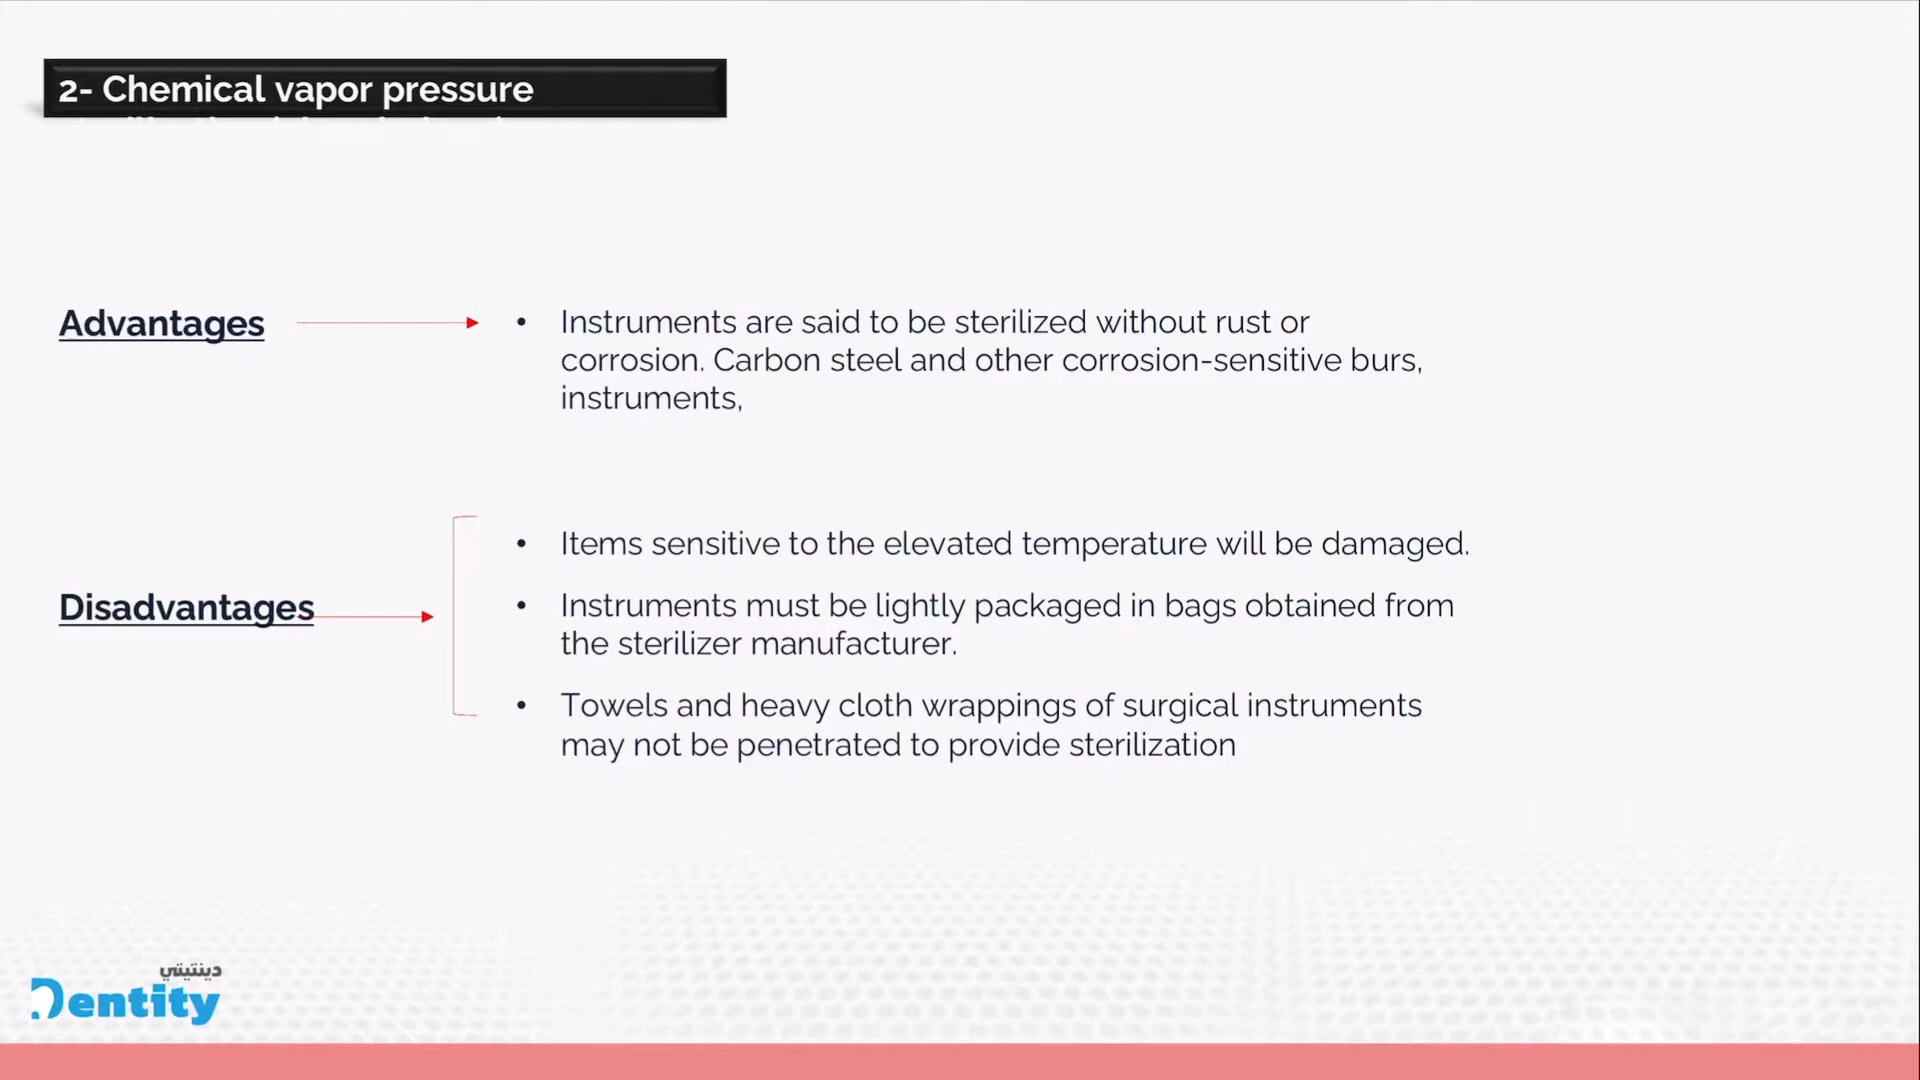 2- Chemical vapor pressure
Advantages
• Instruments are said to be sterilized without rust or
corrosion. Carbon steel and other corrosion-sensitive burs,
instruments,
Disadvantages
• Items sensitive to the elevated temperature will be damaged.
• Instruments must be lightly packaged in bags obtained from
the sterilizer manufacturer.
• Towels and heavy cloth wrappings of surgical instruments
may not be penetrated to provide sterilization
دينتيتي
Dentity